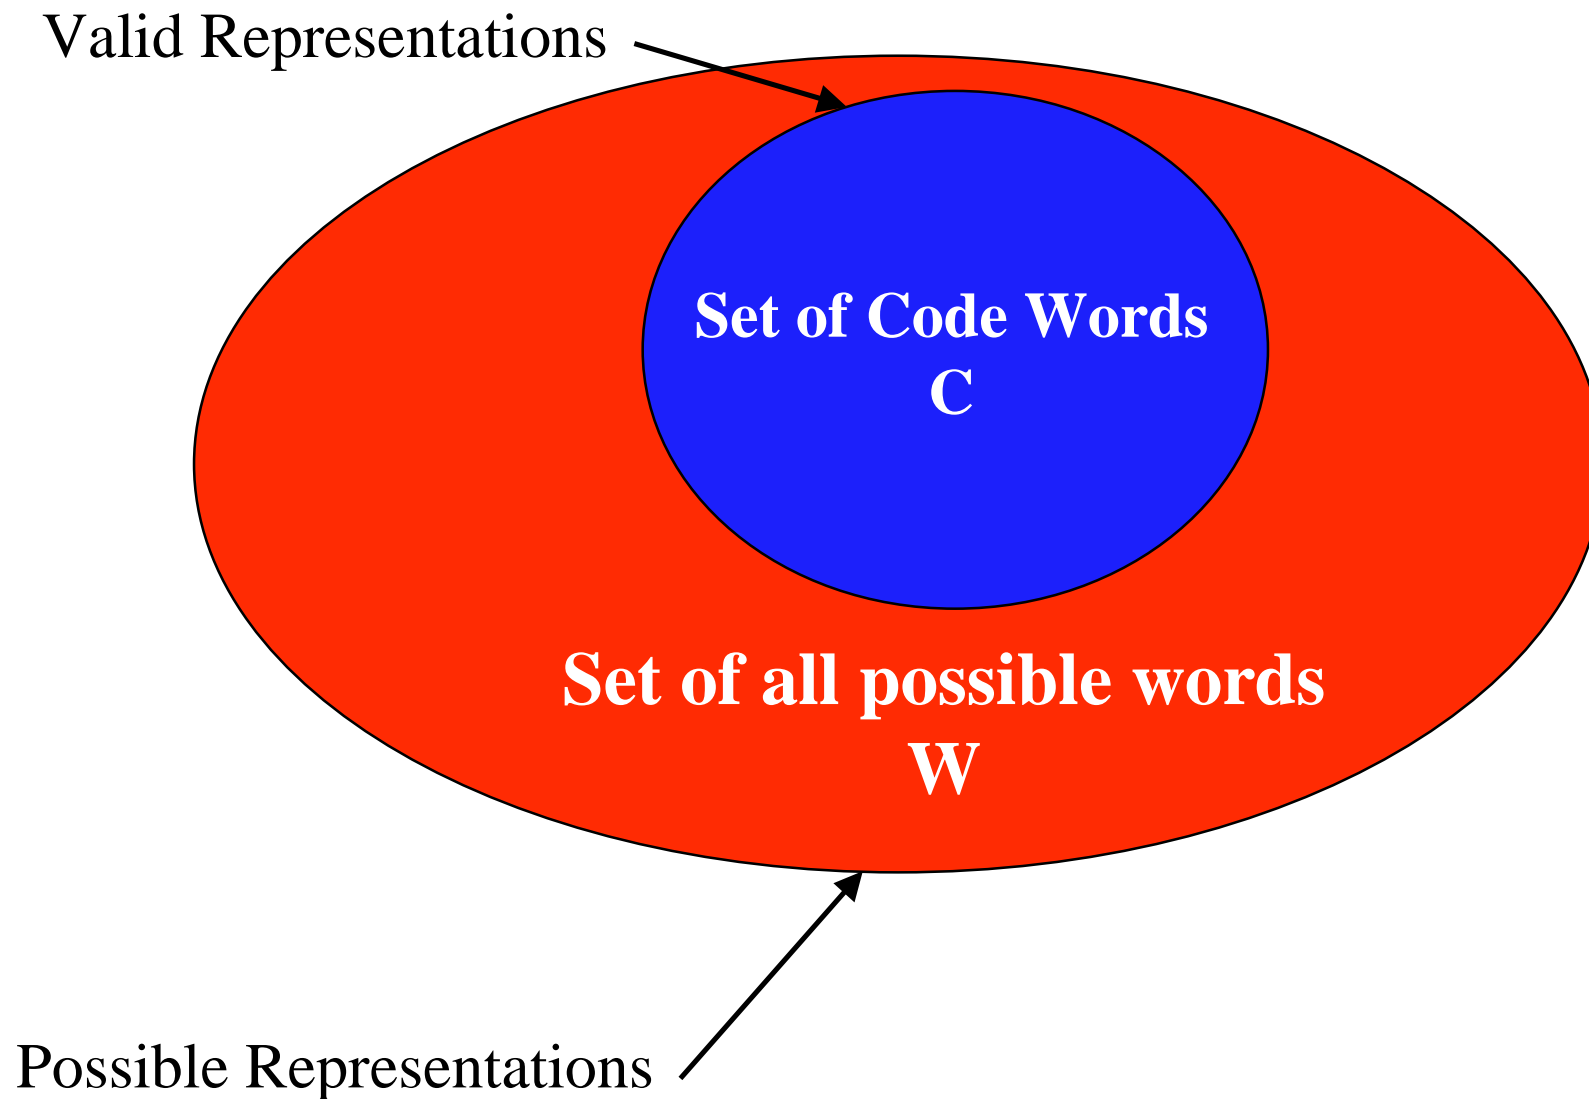 Valid Representations
Set of Code Words
C
Set of all possible words
W
Possible Representations